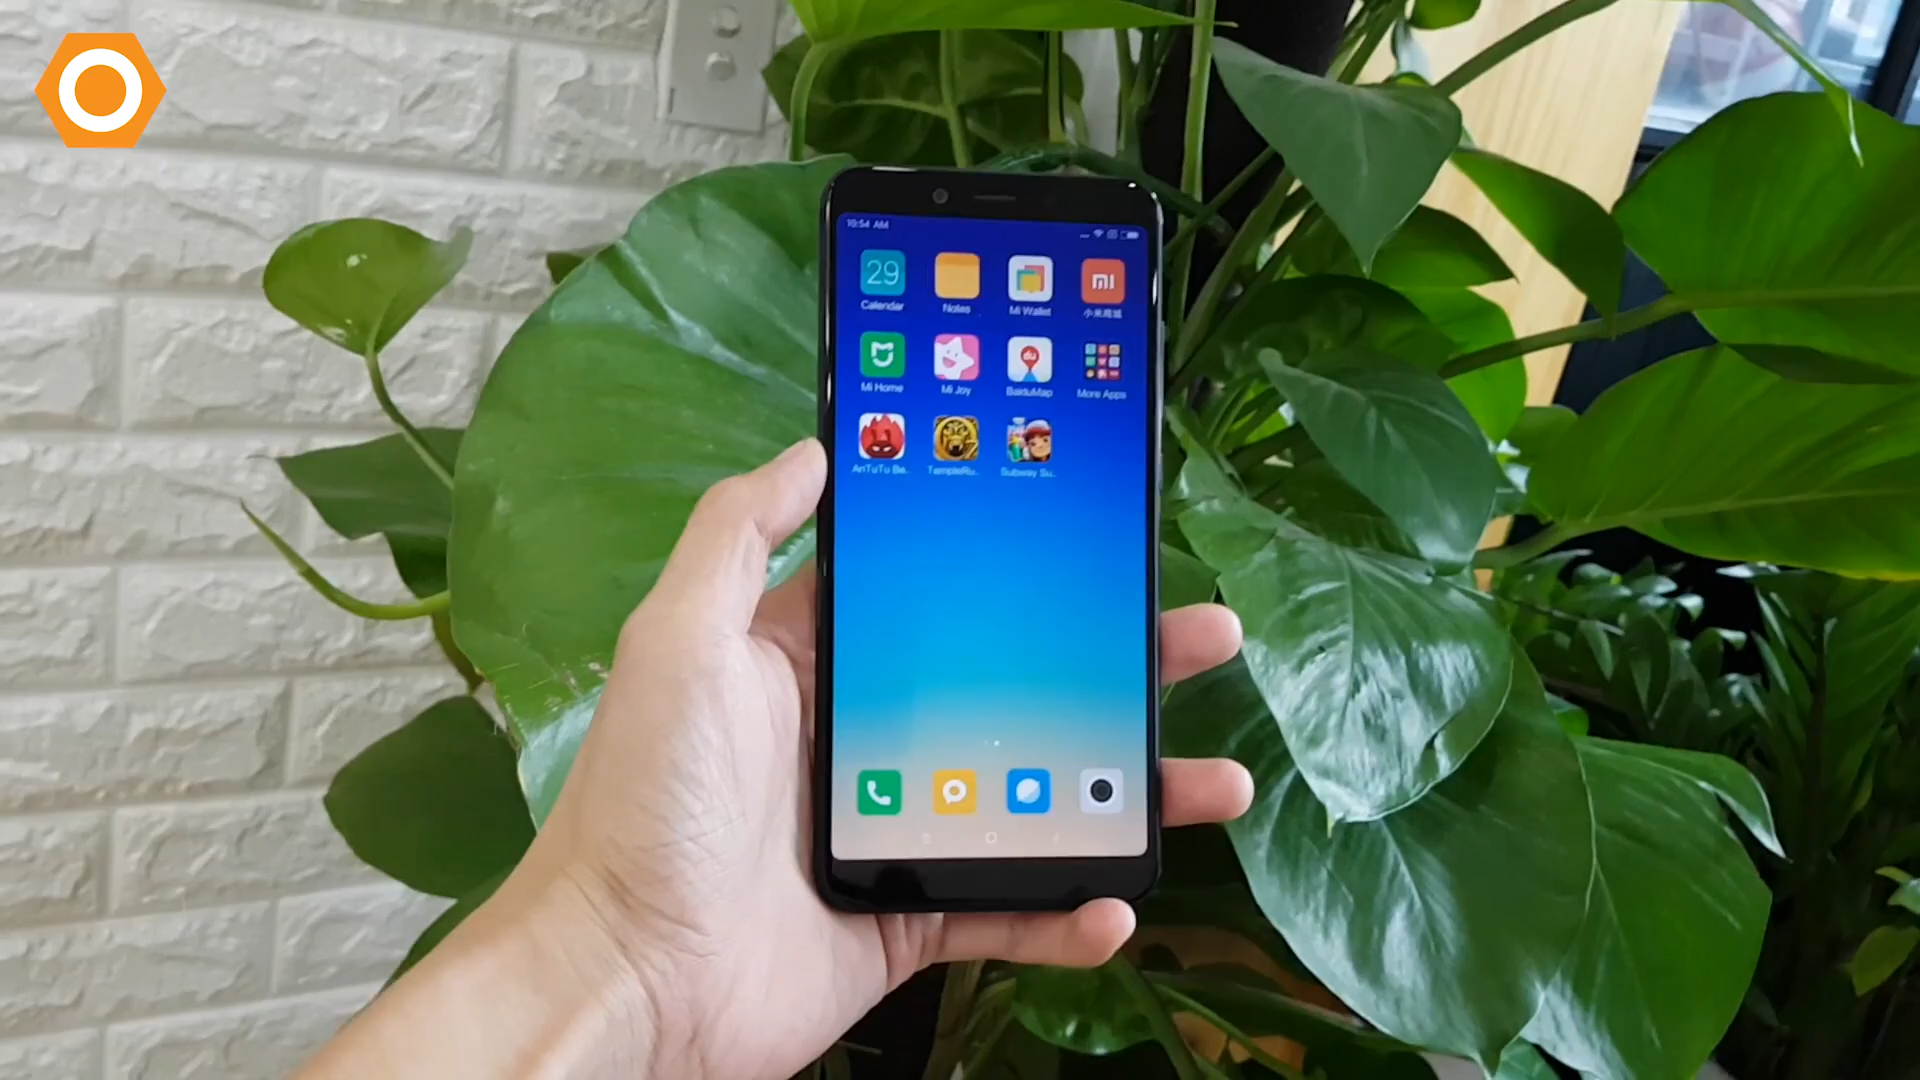 10:54 AM
29
Calendar
Notes
Mi Wallet
小米商城
Mi Home
Mi Joy
du
BaiduMap
More Apps
AnTuTu Be..
TempleRu..
Subway Su..